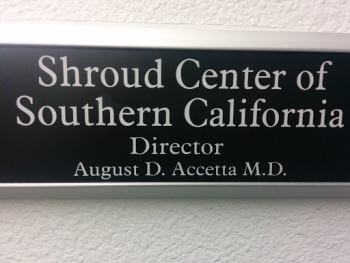 Shroud Center of
Southern California
Director
August D. Accetta M.D.